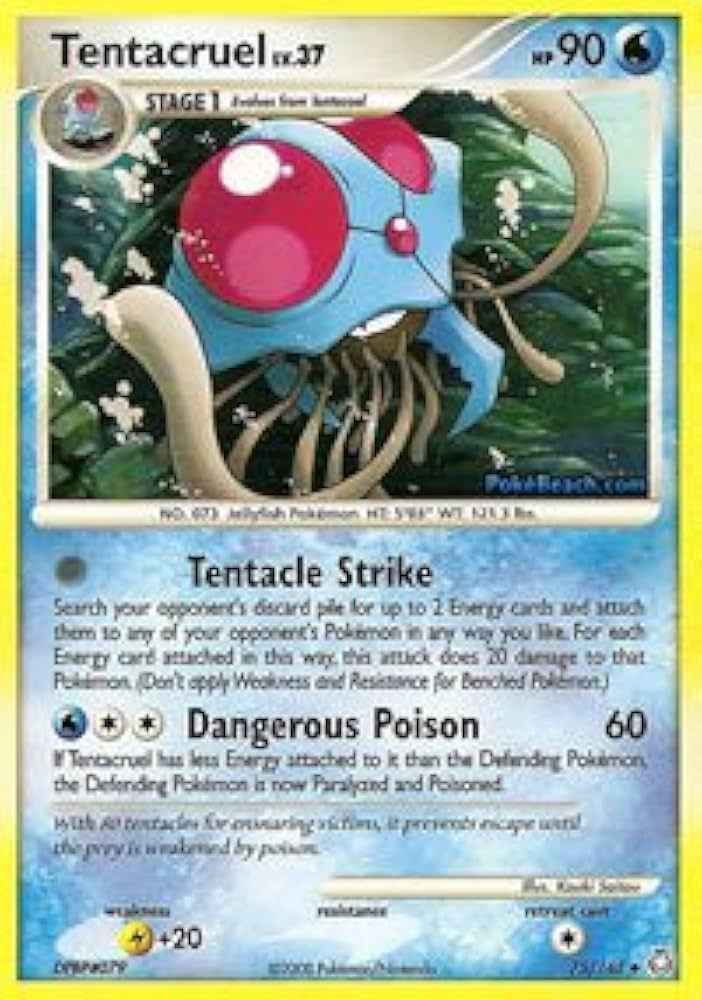 Tentacruel LV.37 HP 90
STAGE 1 Evolves from Tentacool
PokéBeach.com
NO. 073 Jellyfish Pokémon HT: 5'03" WT: 121.3 lbs.
Tentacle Strike
Search your opponent's discard pile for up to 2 Energy cards and attach
them to any of your opponent's Pokémon in any way you like. For each
Energy card attached in this way, this attack does 20 damage to that
Pokémon. (Don't apply Weakness and Resistance for Benched Pokémon.)
Dangerous Poison 60
If Tentacruel has less Energy attached to it than the Defending Pokémon,
the Defending Pokémon is now Paralyzed and Poisoned.
With 80 tentacles for ensnaring victims, it prevents escape until
the prey is weakened by poison.
Illus. Kouki Saitou
weakness resistance retreat cost
+20
DPBP#079 ©2008 Pokémon/Nintendo